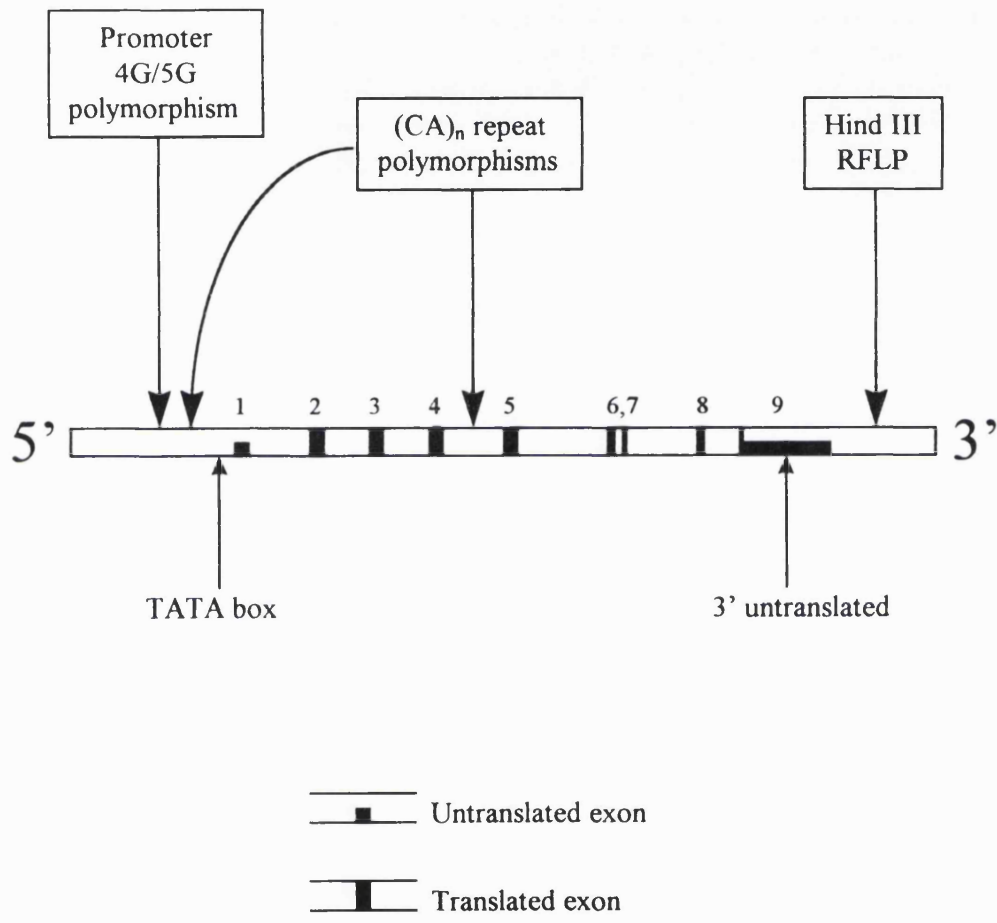 Promoter
4G/5G
polymorphism
(CA)n repeat
polymorphisms
Hind III
RFLP
1 2 3 4 5 6,7 8 9
5’ 3’
TATA box
3’ untranslated
Untranslated exon
Translated exon